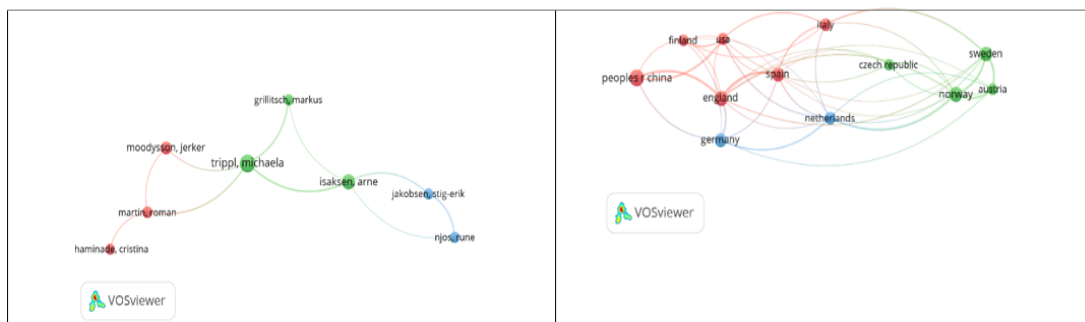 grillitsch, markus
moodysson, jerker
trippl, michaela
isaksen, arne
jakobsen, stig-erik
martin, roman
njos, rune
haminade, cristina
VOSviewer
italy
finland
usa
sweden
czech republic
peoples r china
spain
austria
england
norway
netherlands
germany
VOSviewer